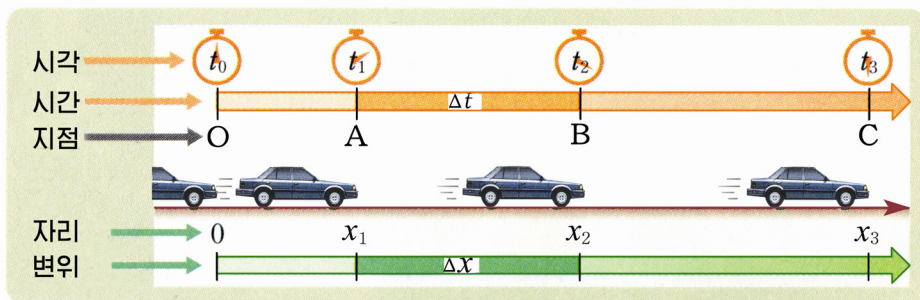 시각 t₀ t₁ t₂ t₃
시간 Δt
지점 O A B C
자리 0 x₁ x₂ x₃
변위 Δx